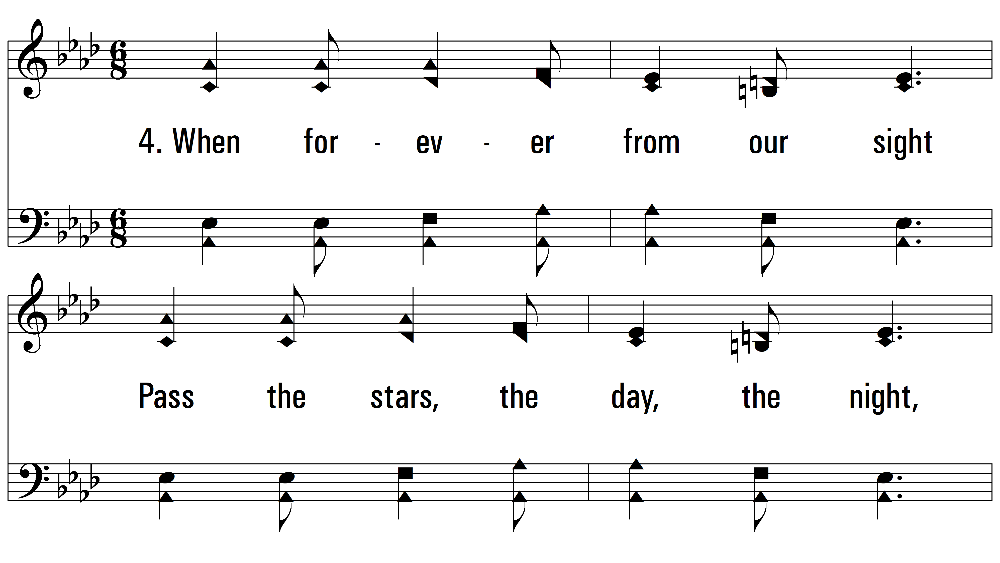 4. When for - ev - er from our sight
Pass the stars, the day, the night,